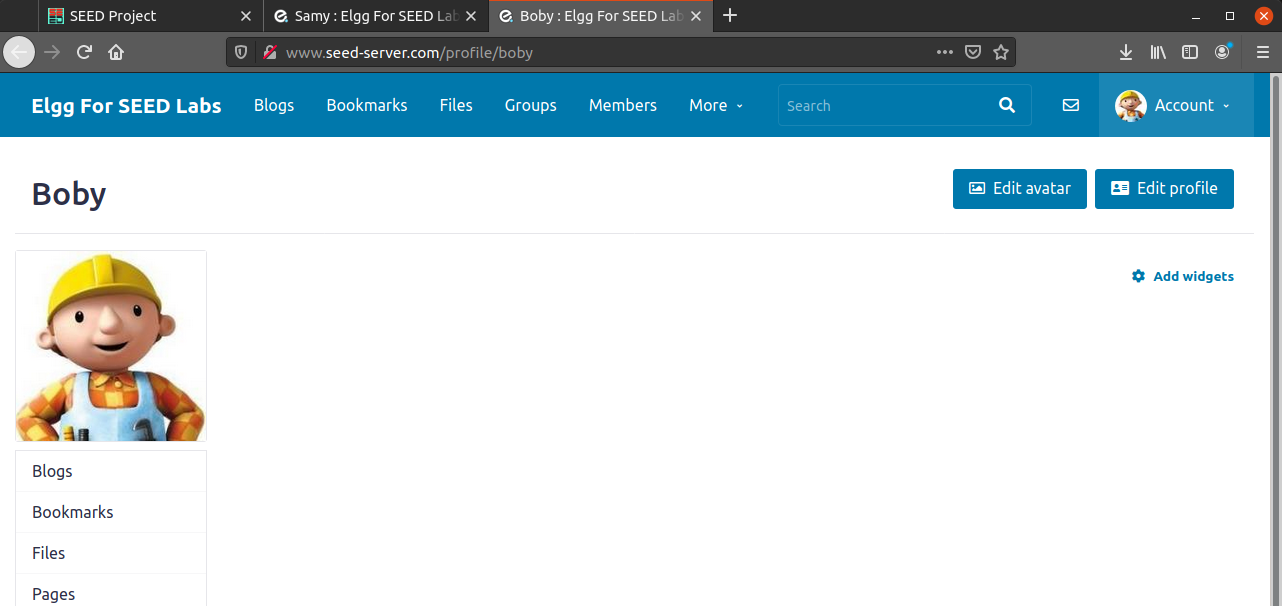 SEED Project
Samy : Elgg For SEED Lab
Boby : Elgg For SEED Lab
www.seed-server.com/profile/boby
Elgg For SEED Labs Blogs Bookmarks Files Groups Members More Search Account
Boby
Edit avatar Edit profile
Add widgets
Blogs
Bookmarks
Files
Pages